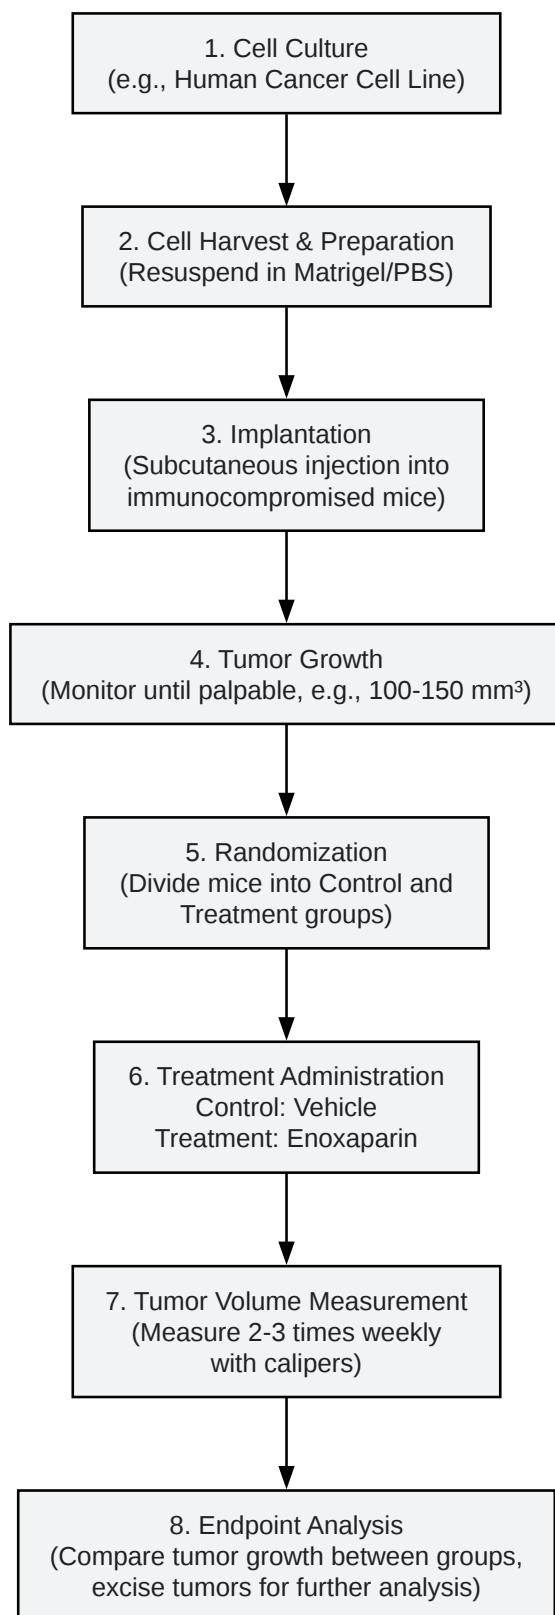 1. Cell Culture
(e.g., Human Cancer Cell Line)
2. Cell Harvest & Preparation
(Resuspend in Matrigel/PBS)
3. Implantation
(Subcutaneous injection into
immunocompromised mice)
4. Tumor Growth
(Monitor until palpable, e.g., 100-150 mm³)
5. Randomization
(Divide mice into Control and
Treatment groups)
6. Treatment Administration
Control: Vehicle
Treatment: Enoxaparin
7. Tumor Volume Measurement
(Measure 2-3 times weekly
with calipers)
8. Endpoint Analysis
(Compare tumor growth between groups,
excise tumors for further analysis)